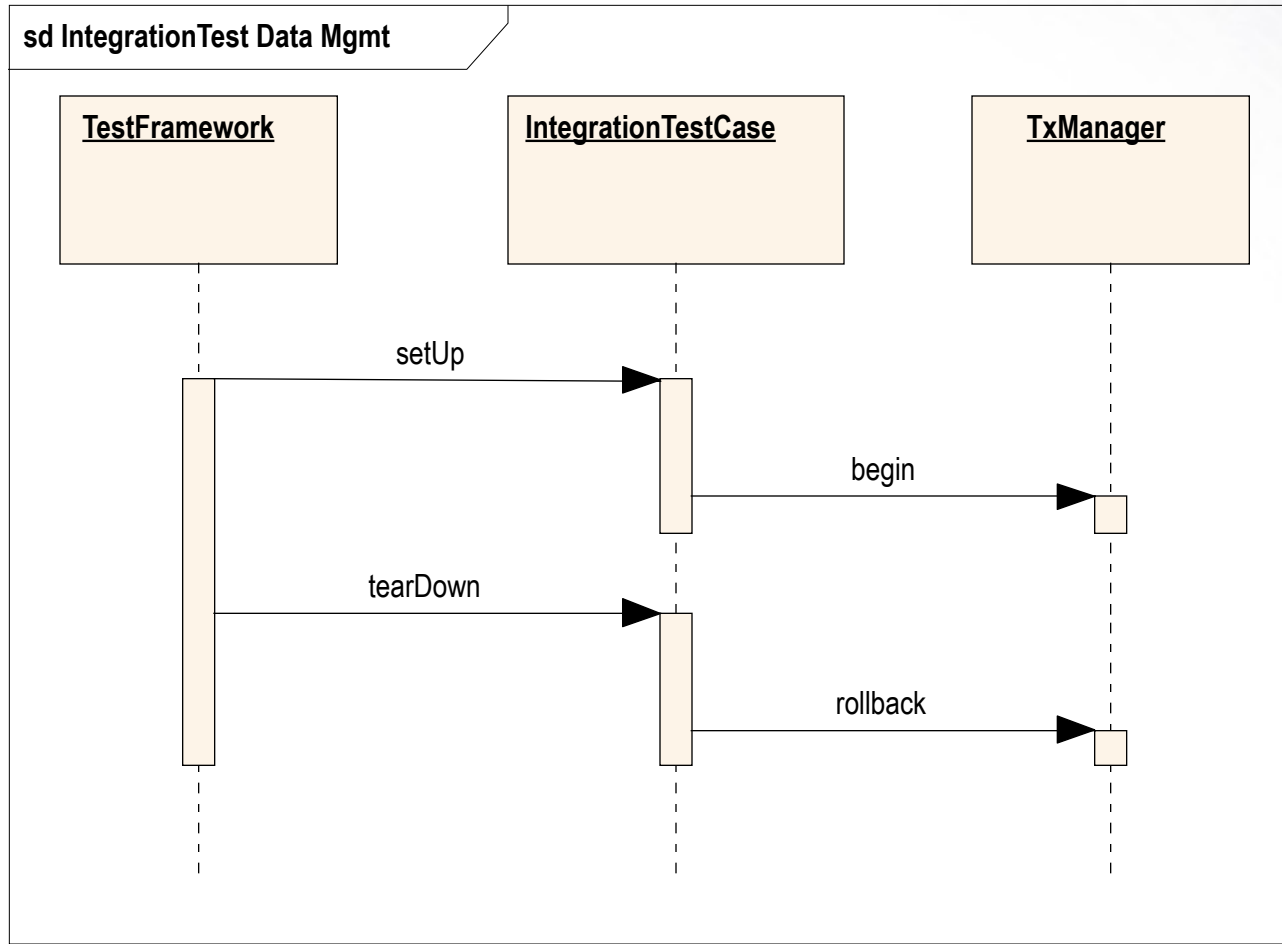 sd IntegrationTest Data Mgmt
TestFramework
IntegrationTestCase
TxManager
setUp
begin
tearDown
rollback